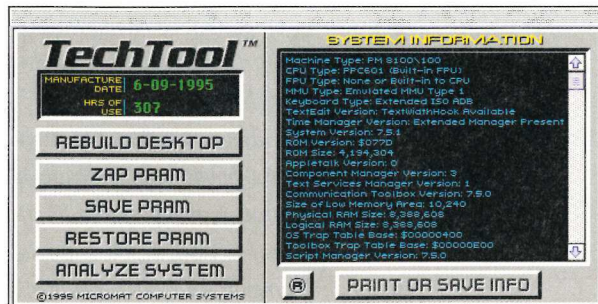 TechTool™
MANUFACTURE DATE 6-09-1995
HRS OF USE 307
REBUILD DESKTOP
ZAP PRAM
SAVE PRAM
RESTORE PRAM
ANALYZE SYSTEM
©1995 MICROMAT COMPUTER SYSTEMS
SYSTEM INFORMATION
Machine Type: PM 8100\100
CPU Type: PPC601 (Built-in FPU)
FPU Type: None or Built-in to CPU
MMU Type: Emulated MMU Type 1
Keyboard Type: Extended ISO ADB
TextEdit Version: TextWidthHook Available
Time Manager Version: Extended Manager Present
System Version: 7.5.1
ROM Version: $077D
ROM Size: 4,194,304
Appletalk Version: 0
Component Manager Version: 3
Text Services Manager Version: 1
Communication Toolbox Version: 7.5.0
Size of Low Memory Area: 10,240
Physical RAM Size: 8,388,608
Logical RAM Size: 8,388,608
OS Trap Table Base: $00000400
Toolbox Trap Table Base: $00000E00
Script Manager Version: 7.5.0
®
PRINT OR SAVE INFO